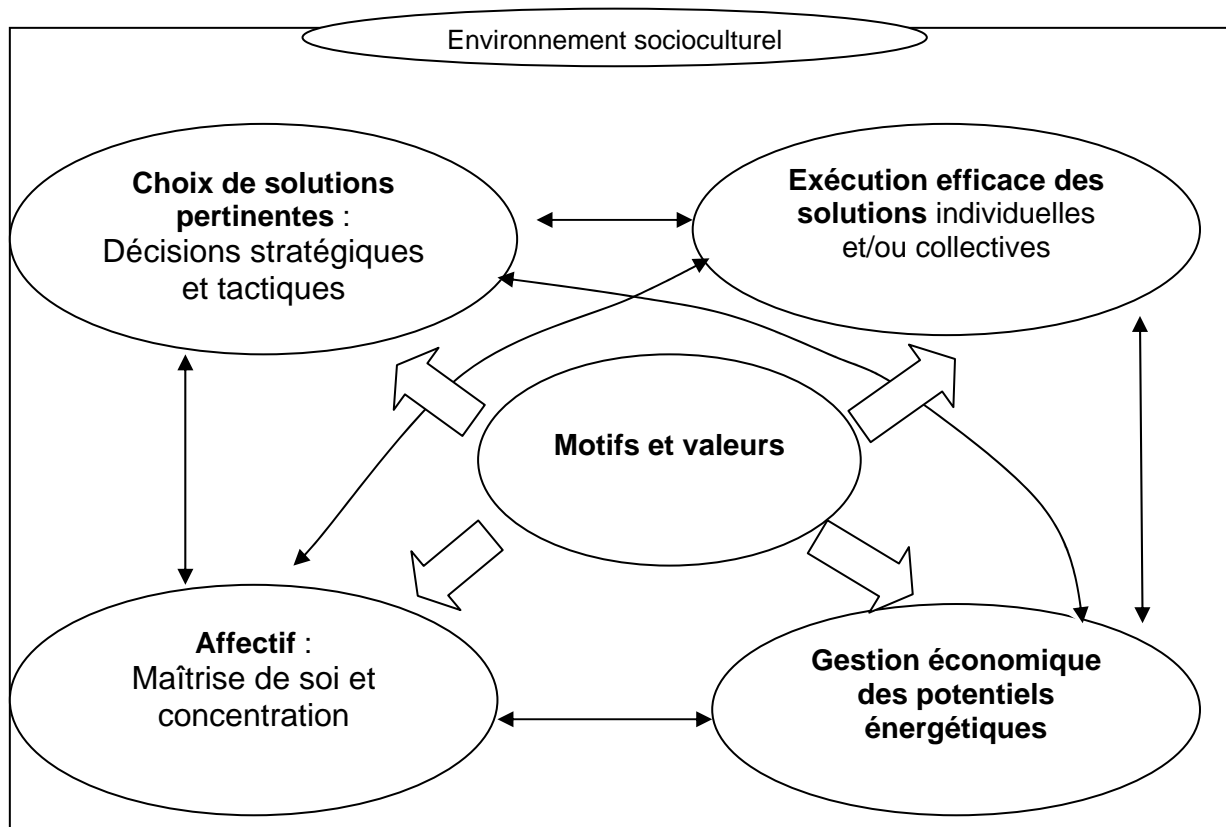 Environnement socioculturel
Choix de solutions
pertinentes :
Décisions stratégiques
et tactiques
Exécution efficace des
solutions individuelles
et/ou collectives
Motifs et valeurs
Affectif :
Maîtrise de soi et
concentration
Gestion économique
des potentiels
énergétiques